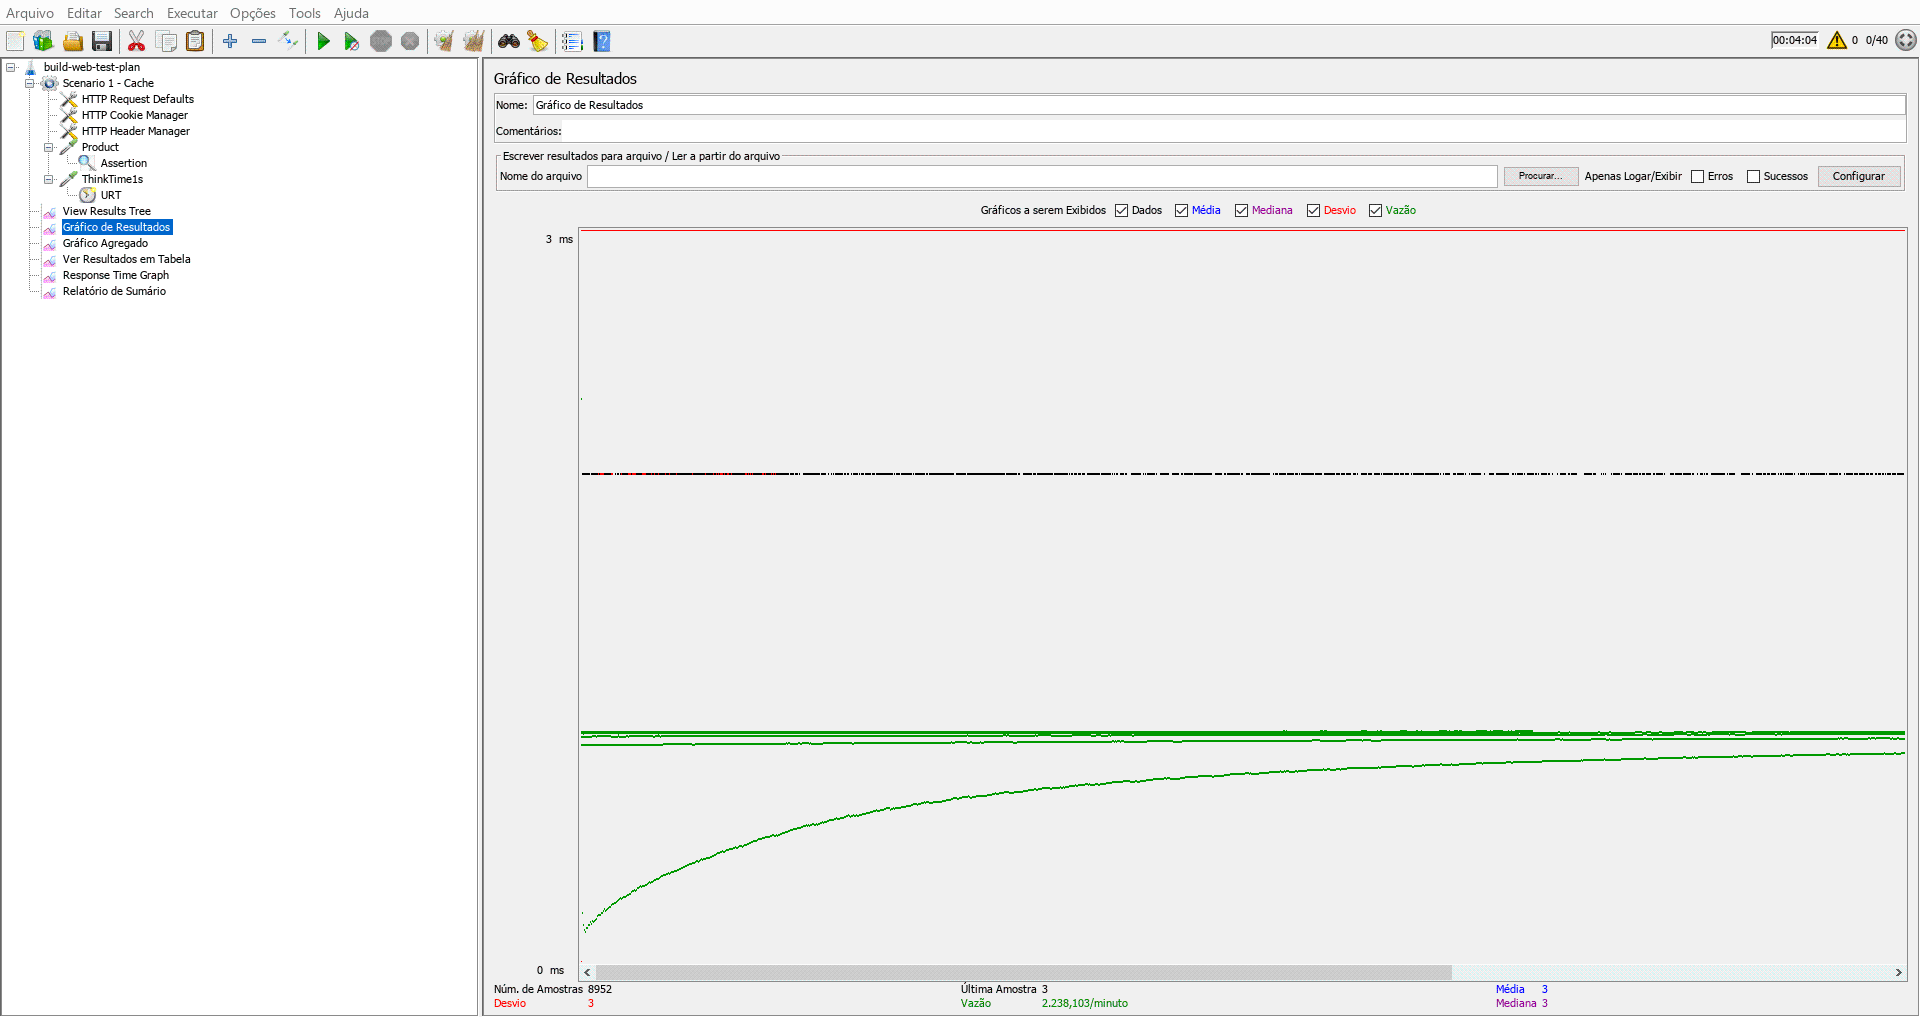 Arquivo Editar Search Executar Opções Tools Ajuda
00:04:04 0 0/40
build-web-test-plan
Scenario 1 - Cache
HTTP Request Defaults
HTTP Cookie Manager
HTTP Header Manager
Product
Assertion
ThinkTime1s
URT
View Results Tree
Gráfico de Resultados
Gráfico Agregado
Ver Resultados em Tabela
Response Time Graph
Relatório de Sumário
Gráfico de Resultados
Nome: Gráfico de Resultados
Comentários:
Escrever resultados para arquivo / Ler a partir do arquivo
Nome do arquivo Procurar... Apenas Logar/Exibir Erros Sucessos Configurar
Gráficos a serem Exibidos Dados Média Mediana Desvio Vazão
3 ms
0 ms
Núm. de Amostras 8952 Última Amostra 3 Média 3
Desvio 3 Vazão 2.238,103/minuto Mediana 3